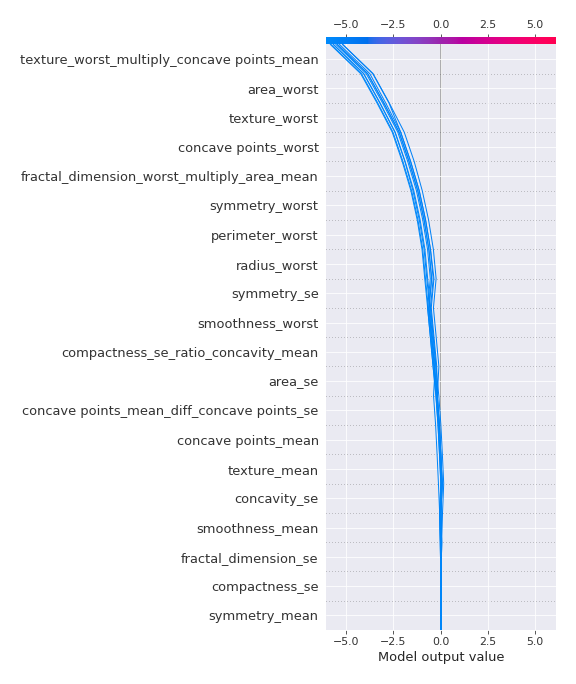 −5.0 −2.5 0.0 2.5 5.0
texture_worst_multiply_concave points_mean
area_worst
texture_worst
concave points_worst
fractal_dimension_worst_multiply_area_mean
symmetry_worst
perimeter_worst
radius_worst
symmetry_se
smoothness_worst
compactness_se_ratio_concavity_mean
area_se
concave points_mean_diff_concave points_se
concave points_mean
texture_mean
concavity_se
smoothness_mean
fractal_dimension_se
compactness_se
symmetry_mean
−5.0 −2.5 0.0 2.5 5.0
Model output value